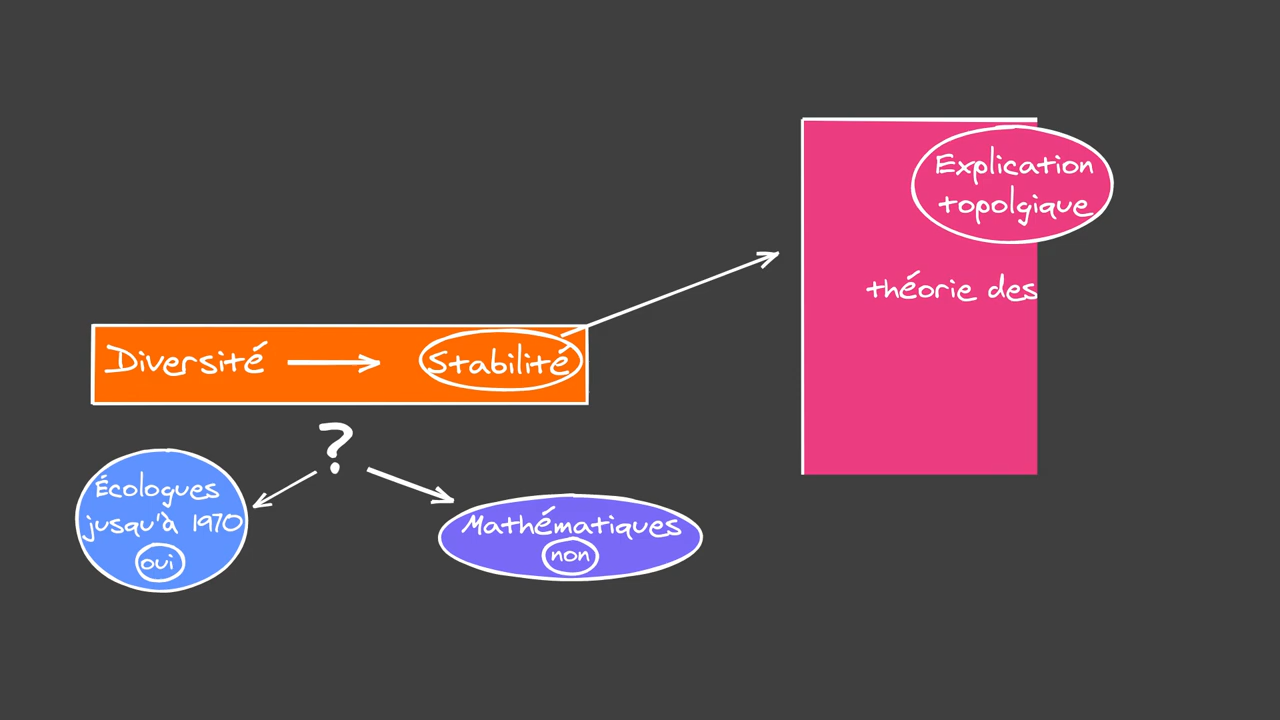 Explication
topolgique
théorie des
Diversité
Stabilité
?
Écologues
jusqu'à 1970
oui
Mathématiques
non